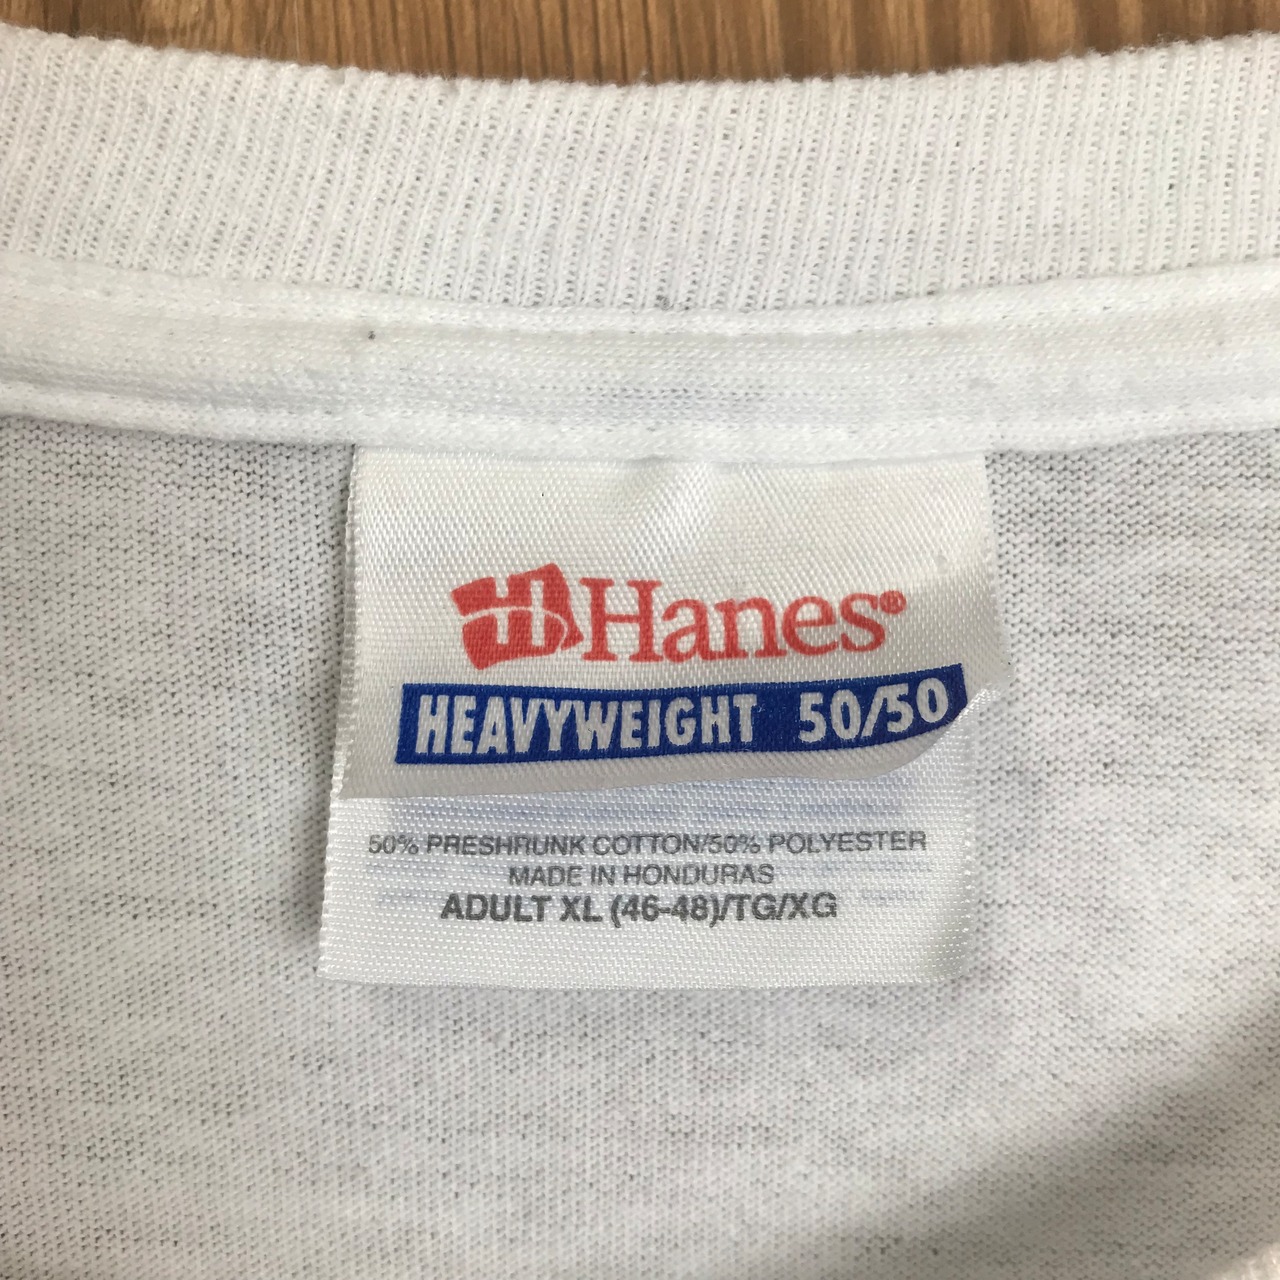 H Hanes®
HEAVYWEIGHT 50/50
50% PRESHRUNK COTTON/50% POLYESTER
MADE IN HONDURAS
ADULT XL (46-48)/TG/XG